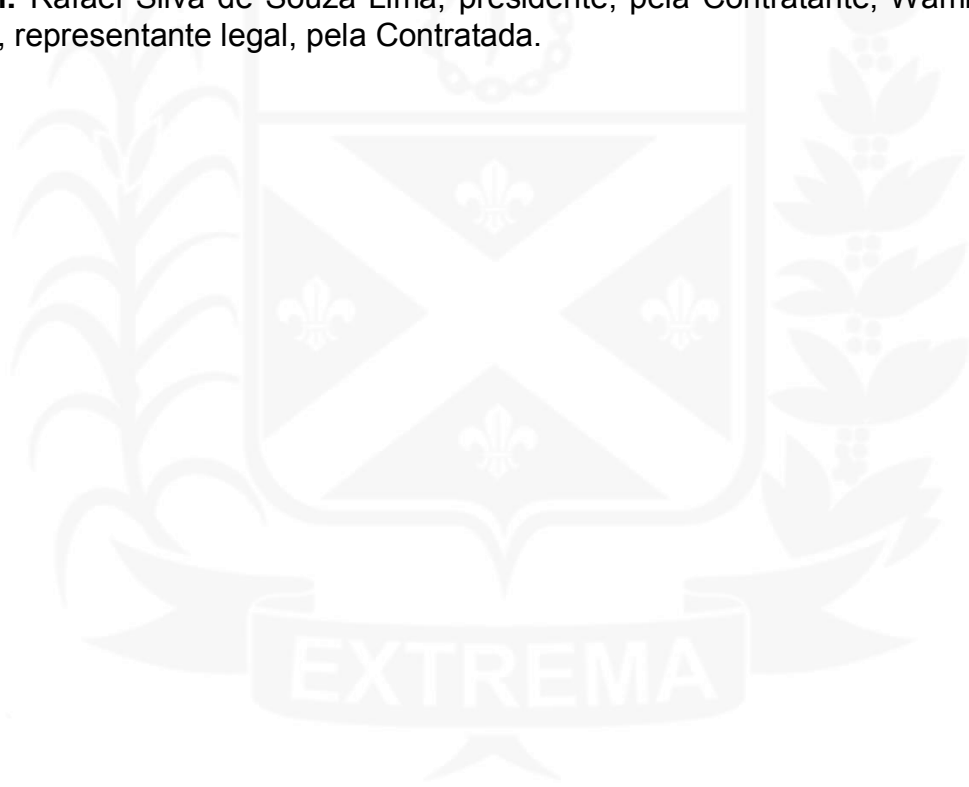 Rafael Silva de Souza Lima, presidente, pela Contratante,
, representante legal, pela Contratada.
EXTREMA